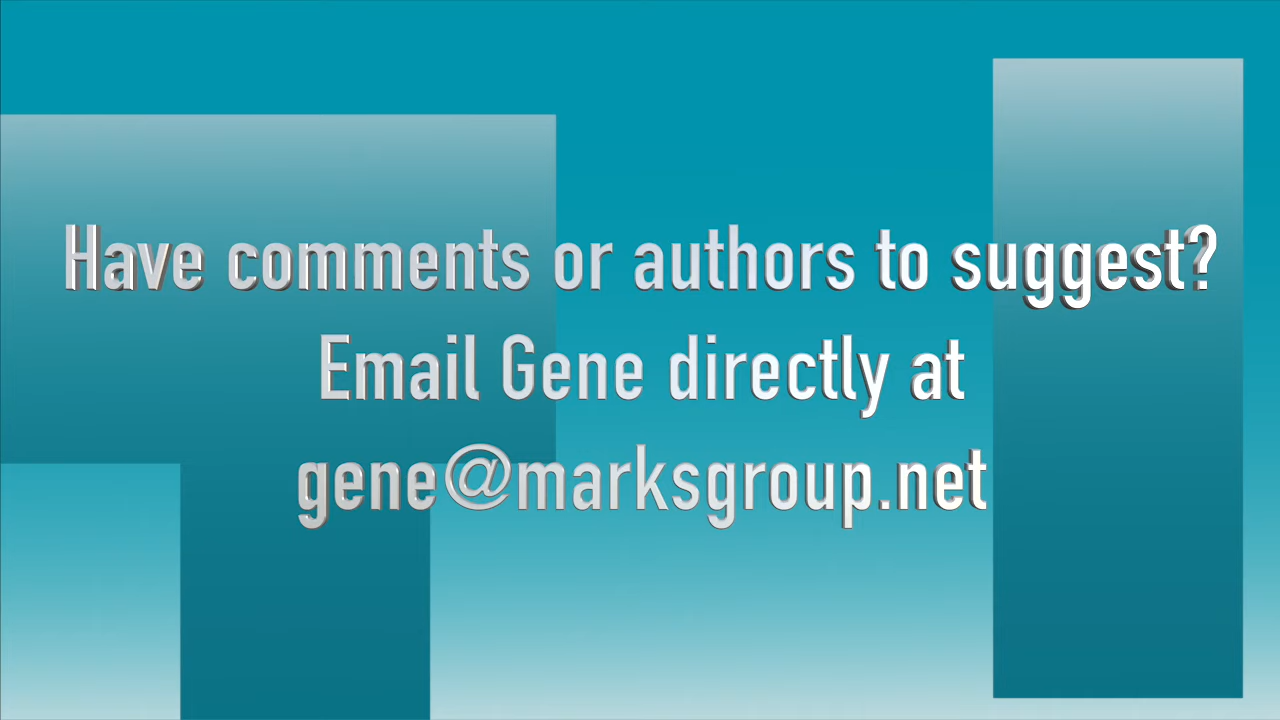 Have comments or authors to suggest?
Email Gene directly at
gene@marksgroup.net